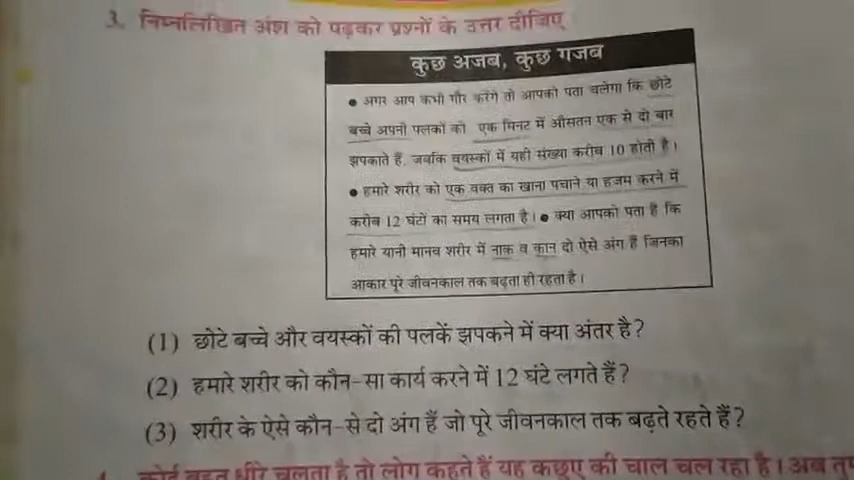 3. निम्नलिखित अंश को पढ़कर प्रश्नों के उत्तर दीजिए
कुछ अजब, कुछ गजब
● अगर आप कभी गौर करेंगे तो आपको पता चलेगा कि छोटे
बच्चे अपनी पलकों को एक मिनट में औसतन एक से दो बार
झपकाते हैं, जबकि वयस्कों में यही संख्या करीब 10 होती है।
● हमारे शरीर को एक वक्त का खाना पचाने या हजम करने में
करीब 12 घंटों का समय लगता है। ● क्या आपको पता है कि
हमारे यानी मानव शरीर में नाक व कान दो ऐसे अंग हैं जिनका
आकार पूरे जीवनकाल तक बढ़ता ही रहता है।
(1) छोटे बच्चे और वयस्कों की पलकें झपकने में क्या अंतर है?
(2) हमारे शरीर को कौन-सा कार्य करने में 12 घंटे लगते हैं?
(3) शरीर के ऐसे कौन-से दो अंग हैं जो पूरे जीवनकाल तक बढ़ते रहते हैं?
कोई बहुत धीरे चलता है तो लोग कहते हैं यह कछुए की चाल चल रहा है। अब